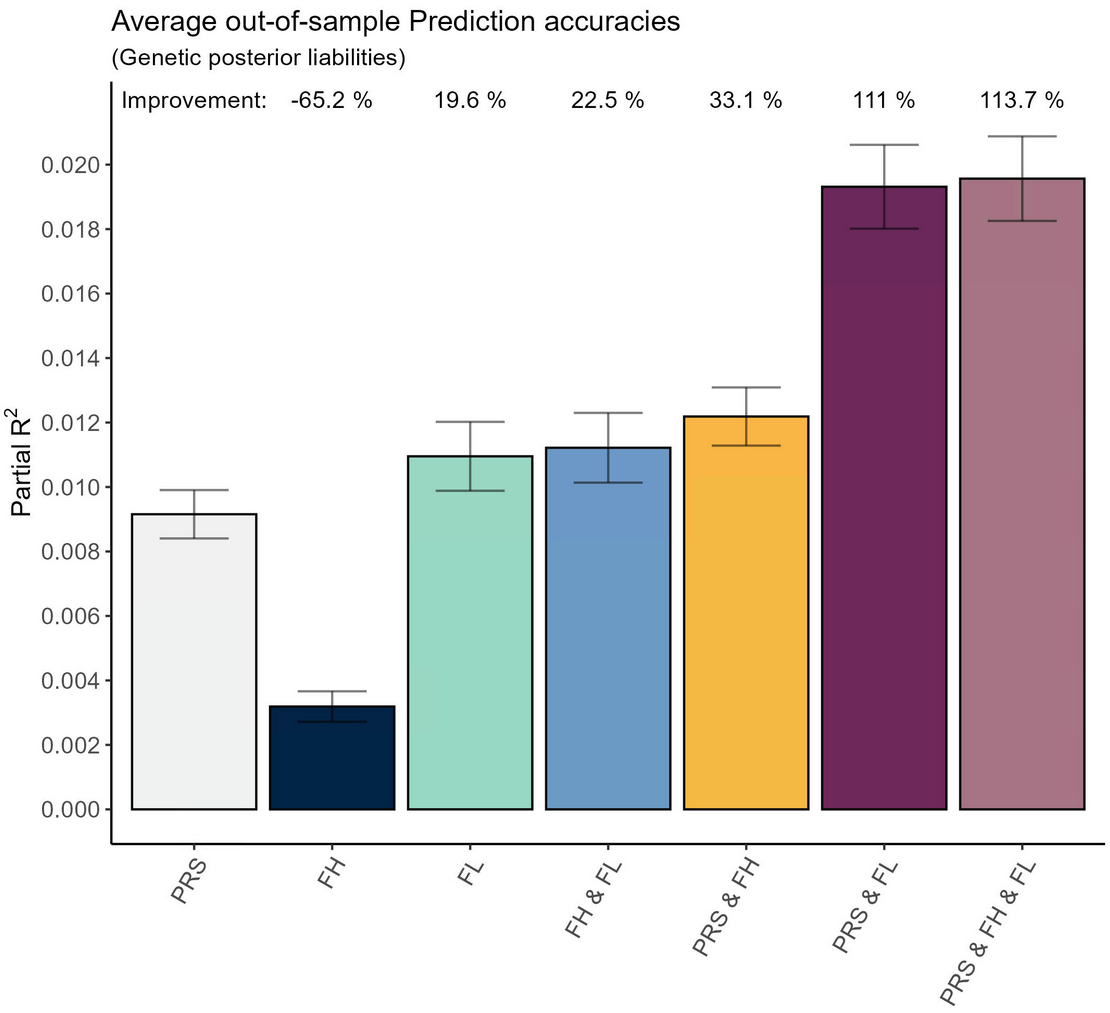 Average out-of-sample Prediction accuracies
(Genetic posterior liabilities)
Improvement: -65.2 % 19.6 % 22.5 % 33.1 % 111 % 113.7 %
0.020
0.018
0.016
0.014
0.012
0.010
0.008
0.006
0.004
0.002
0.000
Partial R²
PRS
FH
FL
FH & FL
PRS & FH
PRS & FL
PRS & FH & FL